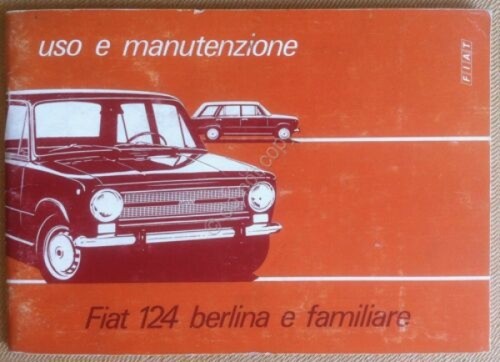 uso e manutenzione
FIAT
Fiat 124 berlina e familiare